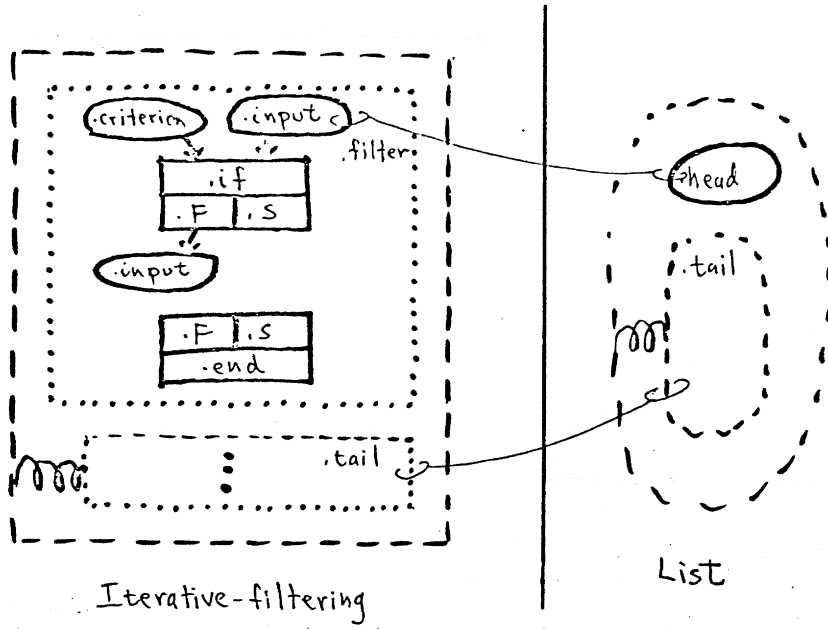 .criterion
.input
.filter
.if
.F .S
.input
.F .S
.end
.tail
Iterative-filtering
.head
.tail
List